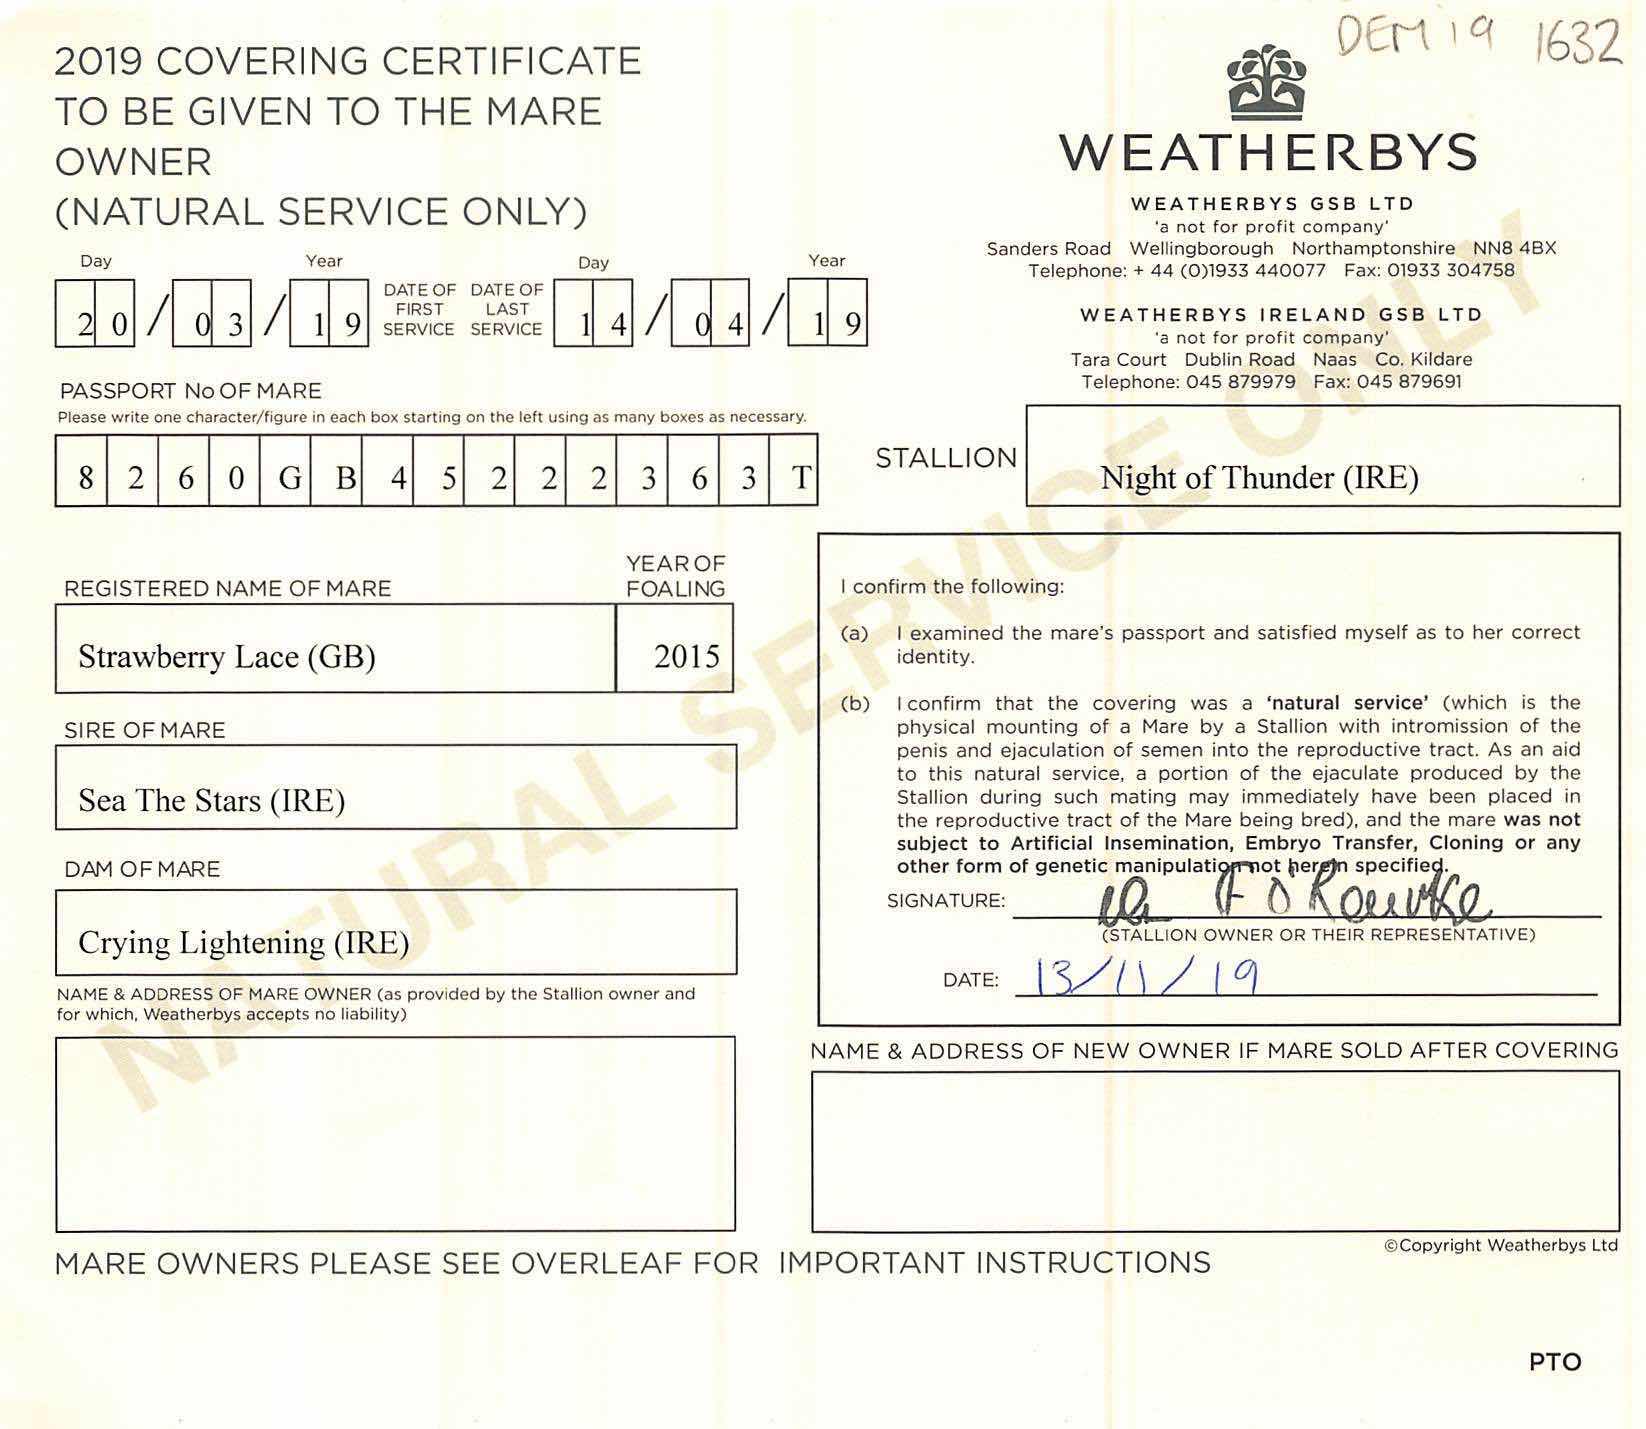 DEM 19 1632
2019 COVERING CERTIFICATE
TO BE GIVEN TO THE MARE
OWNER
(NATURAL SERVICE ONLY)
WEATHERBYS
WEATHERBYS GSB LTD
'a not for profit company'
Sanders Road Wellingborough Northamptonshire NN8 4BX
Telephone: + 44 (0)1933 440077 Fax: 01933 304758
WEATHERBYS IRELAND GSB LTD
'a not for profit company'
Tara Court Dublin Road Naas Co. Kildare
Telephone: 045 879979 Fax: 045 879691
Day Year Day Year
20/03/19
DATE OF FIRST SERVICE
DATE OF LAST SERVICE
14/04/19
PASSPORT No OF MARE
Please write one character/figure in each box starting on the left using as many boxes as necessary.
8 2 6 0 G B 4 5 2 2 2 3 6 3 T
STALLION
Night of Thunder (IRE)
REGISTERED NAME OF MARE
YEAR OF
FOALING
Strawberry Lace (GB) 2015
SIRE OF MARE
Sea The Stars (IRE)
DAM OF MARE
Crying Lightening (IRE)
NAME & ADDRESS OF MARE OWNER (as provided by the Stallion owner and
for which, Weatherbys accepts no liability)
I confirm the following:
(a) I examined the mare's passport and satisfied myself as to her correct
identity.
(b) I confirm that the covering was a 'natural service' (which is the
physical mounting of a Mare by a Stallion with intromission of the
penis and ejaculation of semen into the reproductive tract. As an aid
to this natural service, a portion of the ejaculate produced by the
Stallion during such mating may immediately have been placed in
the reproductive tract of the Mare being bred), and the mare was not
subject to Artificial Insemination, Embryo Transfer, Cloning or any
other form of genetic manipulation not herein specified.
SIGNATURE: F O'Rourke
(STALLION OWNER OR THEIR REPRESENTATIVE)
DATE: 13/11/19
NAME & ADDRESS OF NEW OWNER IF MARE SOLD AFTER COVERING
©Copyright Weatherbys Ltd
MARE OWNERS PLEASE SEE OVERLEAF FOR IMPORTANT INSTRUCTIONS
PTO
NATURAL SERVICE ONLY